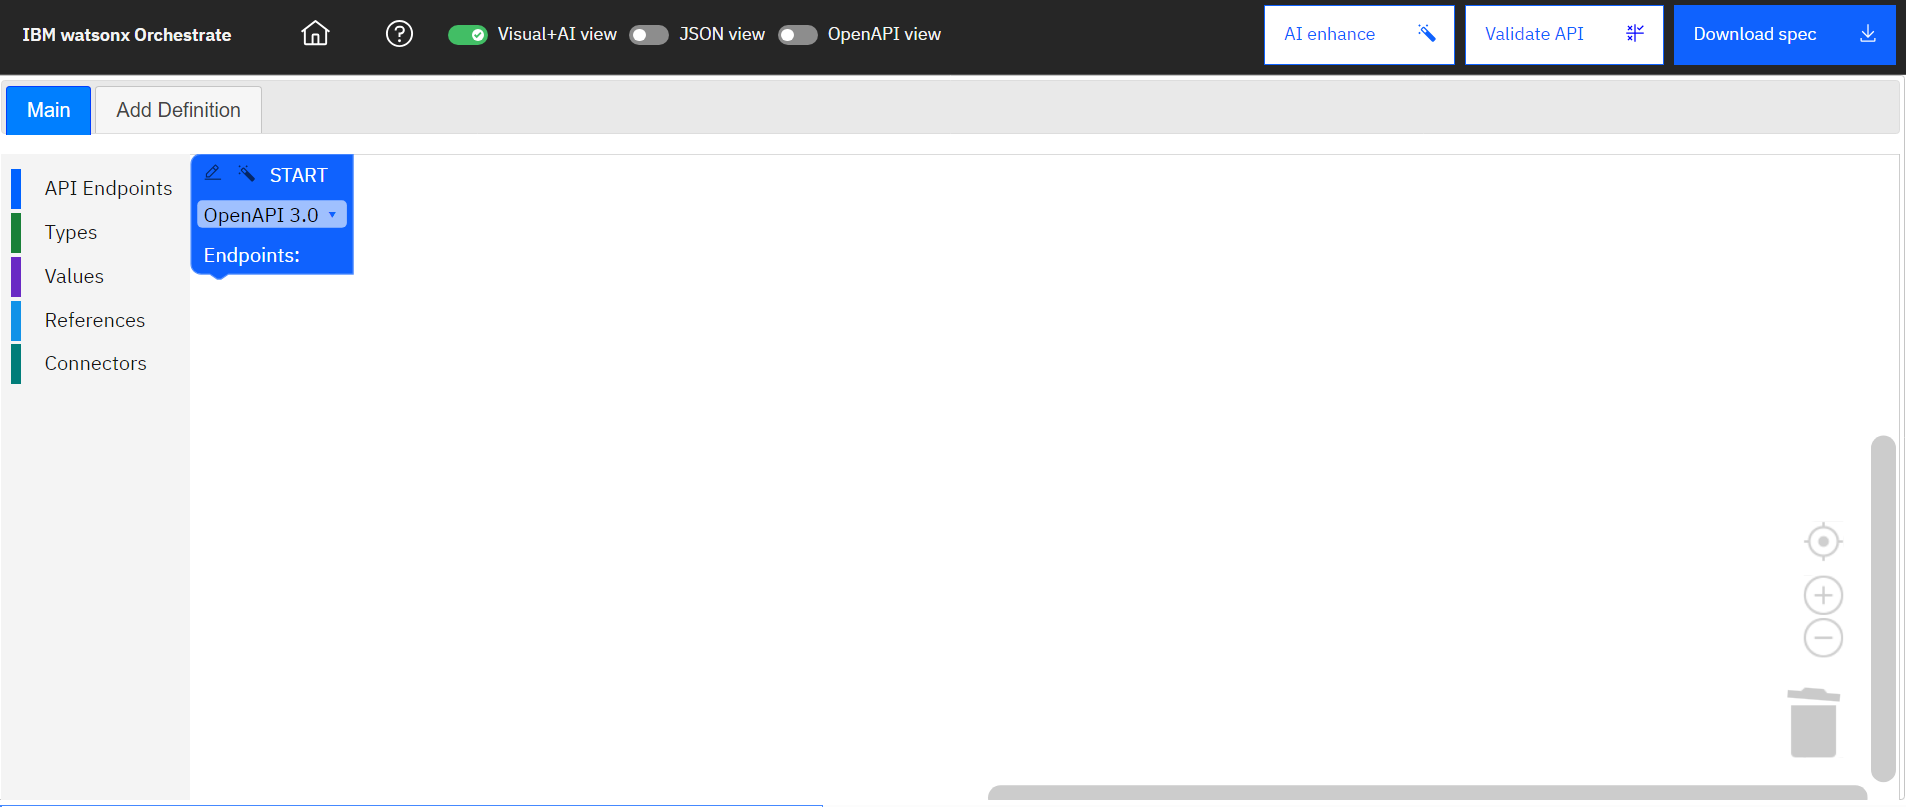 IBM watsonx Orchestrate
Visual+AI view
JSON view
OpenAPI view
AI enhance
Validate API
Download spec
Main
Add Definition
API Endpoints
Types
Values
References
Connectors
START
OpenAPI 3.0
Endpoints: